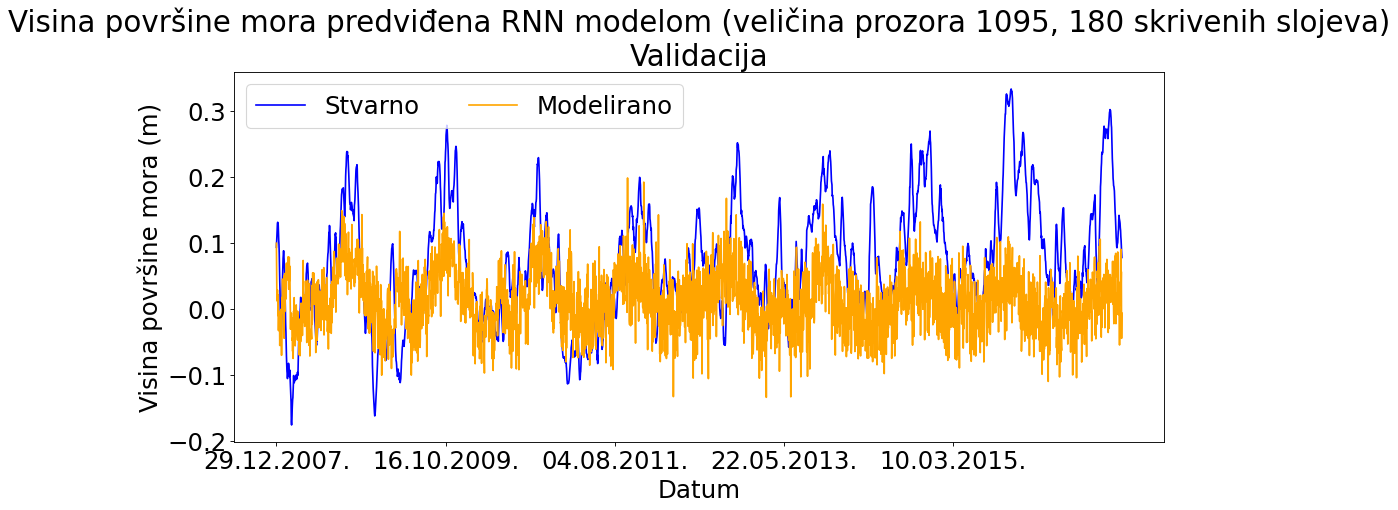 Visina površine mora predviđena RNN modelom (veličina prozora 1095, 180 skrivenih slojeva)
Validacija
Stvarno
Modelirano
Visina površine mora (m)
0.3
0.2
0.1
0.0
−0.1
−0.2
29.12.2007.
16.10.2009.
04.08.2011.
22.05.2013.
10.03.2015.
Datum